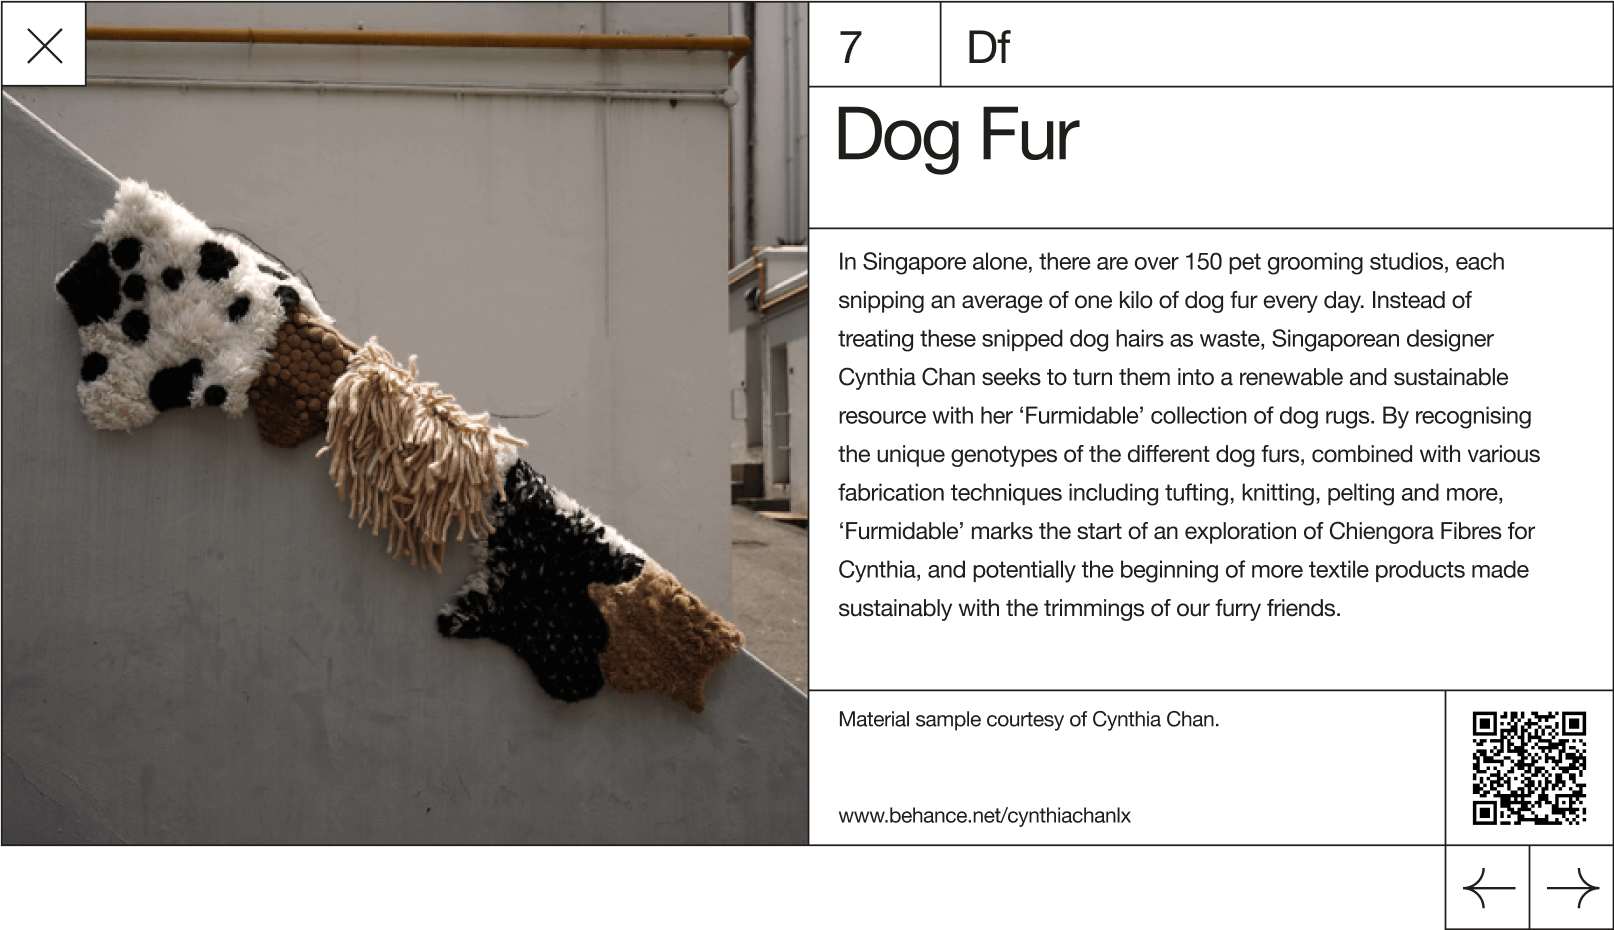 7
Df
Dog Fur
In Singapore alone, there are over 150 pet grooming studios, each
snipping an average of one kilo of dog fur every day. Instead of
treating these snipped dog hairs as waste, Singaporean designer
Cynthia Chan seeks to turn them into a renewable and sustainable
resource with her ‘Furmidable’ collection of dog rugs. By recognising
the unique genotypes of the different dog furs, combined with various
fabrication techniques including tufting, knitting, pelting and more,
‘Furmidable’ marks the start of an exploration of Chiengora Fibres for
Cynthia, and potentially the beginning of more textile products made
sustainably with the trimmings of our furry friends.
Material sample courtesy of Cynthia Chan.
www.behance.net/cynthiachanlx